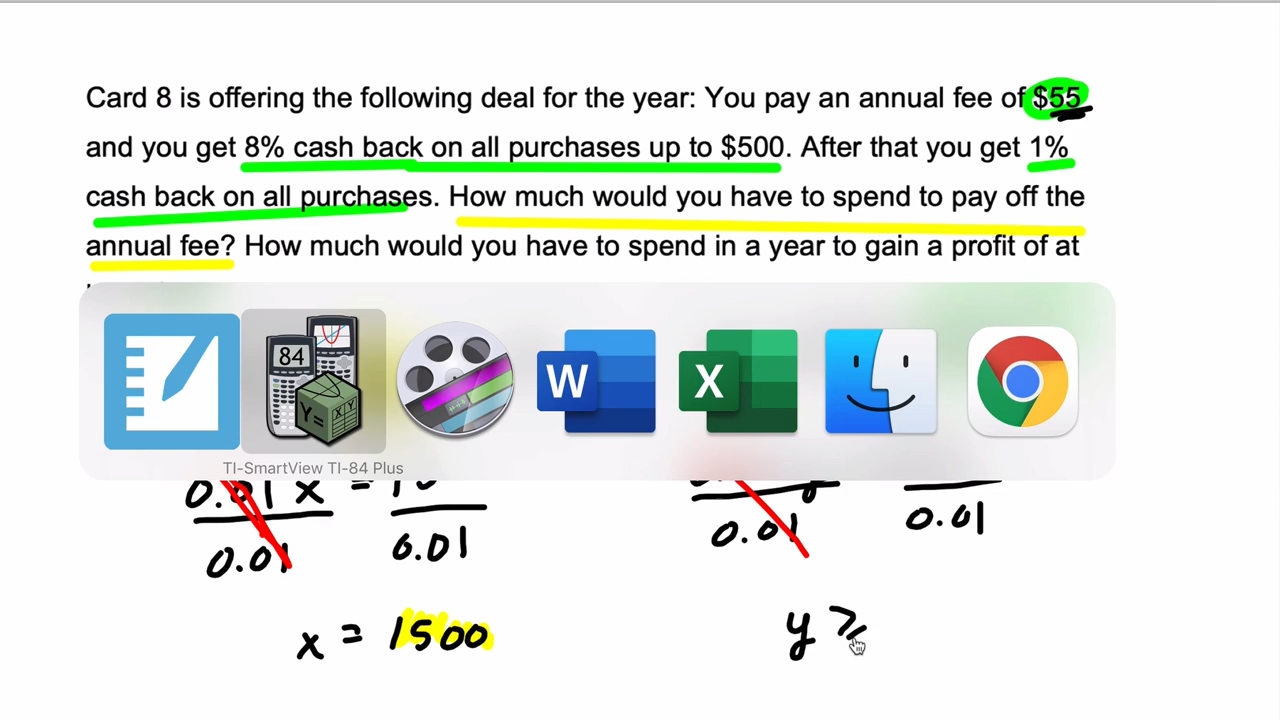 Card 8 is offering the following deal for the year: You pay an annual fee of $55
and you get 8% cash back on all purchases up to $500. After that you get 1%
cash back on all purchases. How much would you have to spend to pay off the
annual fee? How much would you have to spend in a year to gain a profit of at
84
Y= X Y
W
X
TI-SmartView TI-84 Plus
0.01 x =
0.01 0.01 0.01 0.01
x = 1500 y ≥